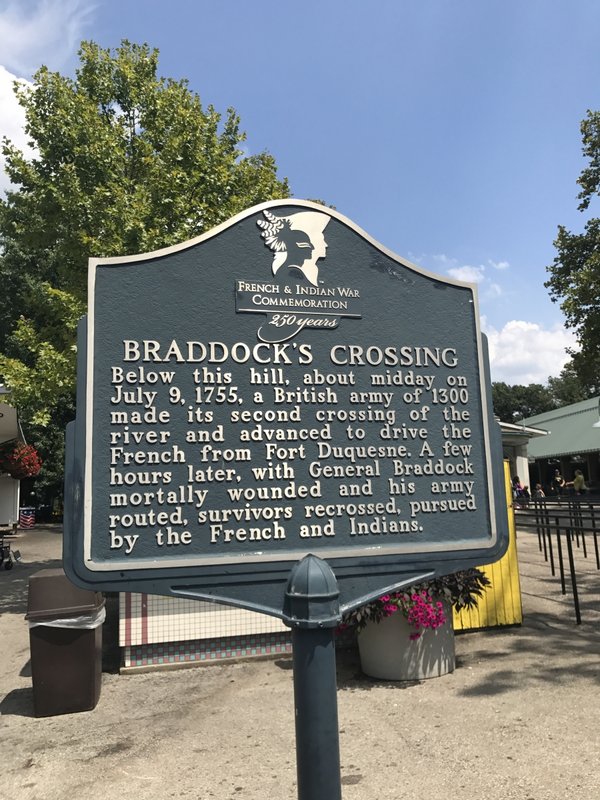 FRENCH & INDIAN WAR
COMMEMORATION
250 years
BRADDOCK'S CROSSING
Below this hill, about midday on
July 9, 1755, a British army of 1300
made its second crossing of the
river and advanced to drive the
French from Fort Duquesne. A few
hours later, with General Braddock
mortally wounded and his army
routed, survivors recrossed, pursued
by the French and Indians.